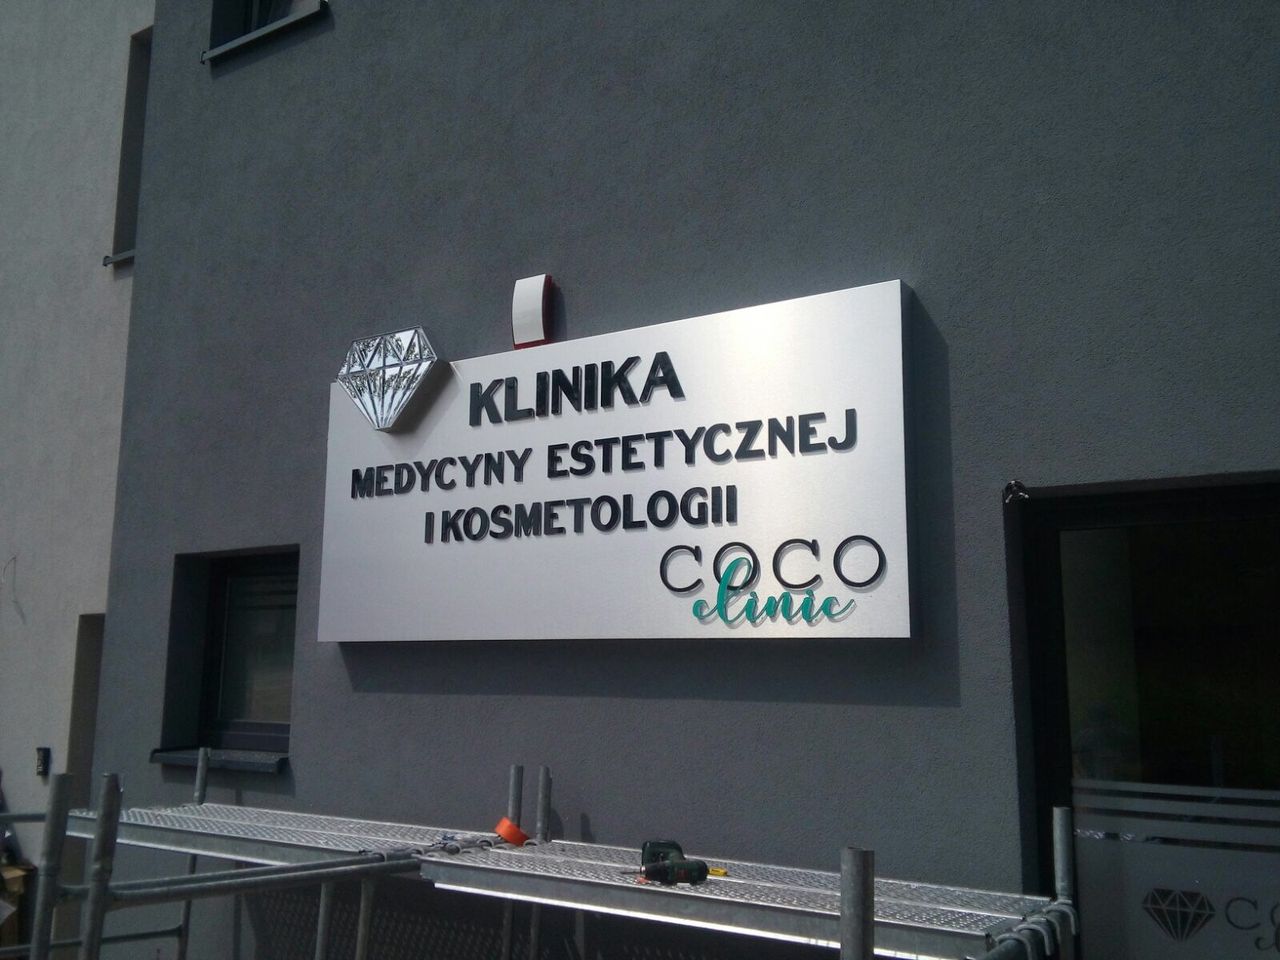 KLINIKA
MEDYCYNY ESTETYCZNEJ
I KOSMETOLOGII
COCO
clinic